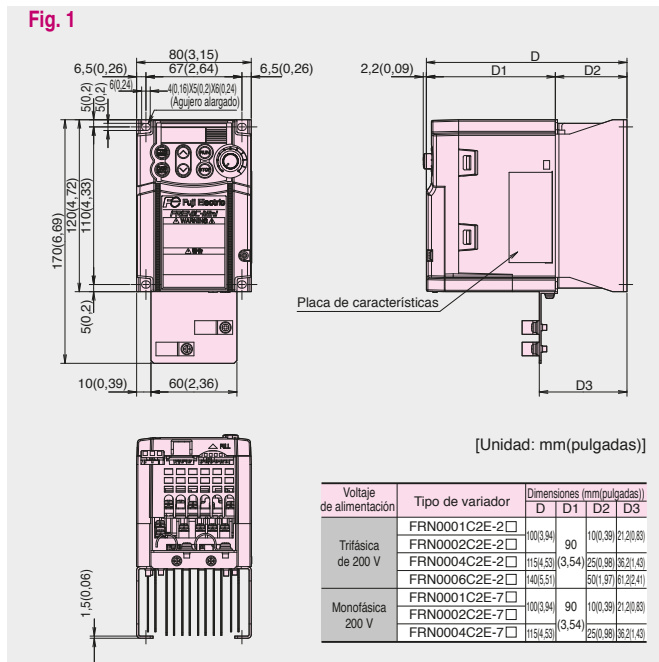 Fig. 1
80(3,15)
6,5(0,26) 67(2,64) 6,5(0,26)
6(0,24)
4(0,16)X5(0,2)X6(0,24)
(Agujero alargado)
5(0,2)
5(0,2)
170(6,69)
120(4,72)
110(4,33)
5(0,2)
RUN
STOP
Fuji Electric
FRENIC-Mini
WARNING
10(0,39) 60(2,36)
D
2,2(0,09) D1 D2
Placa de características
D3
1,5(0,06)
[Unidad: mm(pulgadas)]
Voltaje de alimentación Tipo de variador Dimensiones (mm(pulgadas))
D D1 D2 D3
Trifásica de 200 V
FRN0001C2E-2□ 100(3,94) 90 (3,54) 10(0,39) 21,2(0,83)
FRN0002C2E-2□
FRN0004C2E-2□ 115(4,53) 25(0,98) 36,2(1,43)
FRN0006C2E-2□ 140(5,51) 50(1,97) 61,2(2,41)
Monofásica 200 V
FRN0001C2E-7□ 100(3,94) 90 (3,54) 10(0,39) 21,2(0,83)
FRN0002C2E-7□
FRN0004C2E-7□ 115(4,53) 25(0,98) 36,2(1,43)